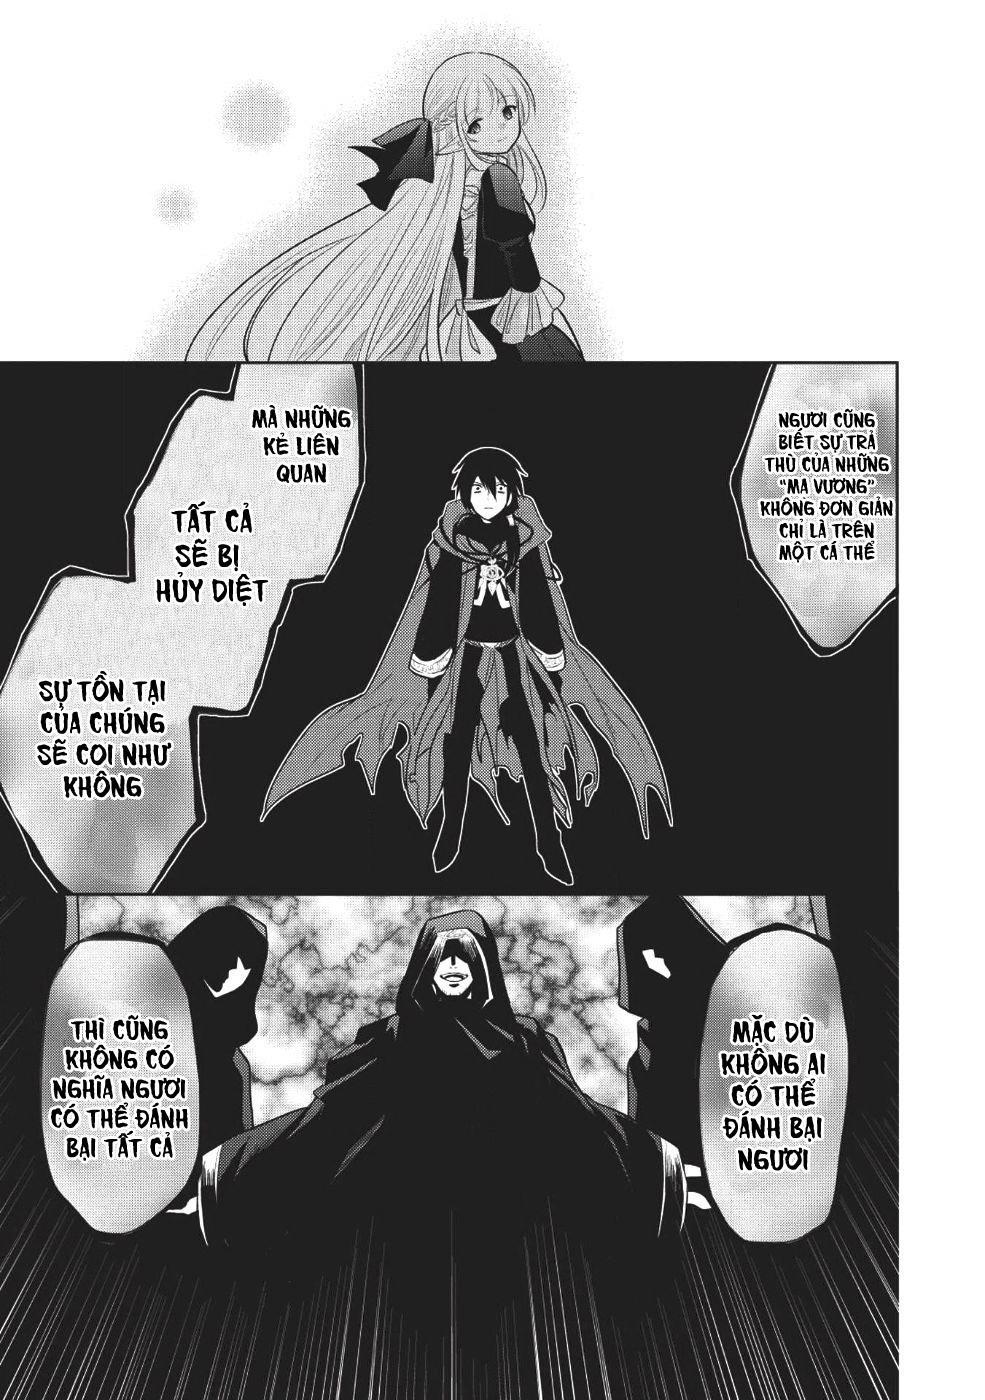 NGƯƠI CŨNG
BIẾT SỰ TRẢ
THÙ CỦA NHỮNG
"MA VƯƠNG"
KHÔNG ĐƠN GIẢN
CHỈ LÀ TRÊN
MỘT CÁ THỂ
MÀ NHỮNG
KẺ LIÊN
QUAN
TẤT CẢ
SẼ BỊ
HỦY DIỆT
SỰ TỒN TẠI
CỦA CHÚNG
SẼ COI NHƯ
KHÔNG
MẶC DÙ
KHÔNG AI
CÓ THỂ
ĐÁNH BẠI
NGƯƠI
THÌ CŨNG
KHÔNG CÓ
NGHĨA NGƯƠI
CÓ THỂ ĐÁNH
BẠI TẤT CẢ